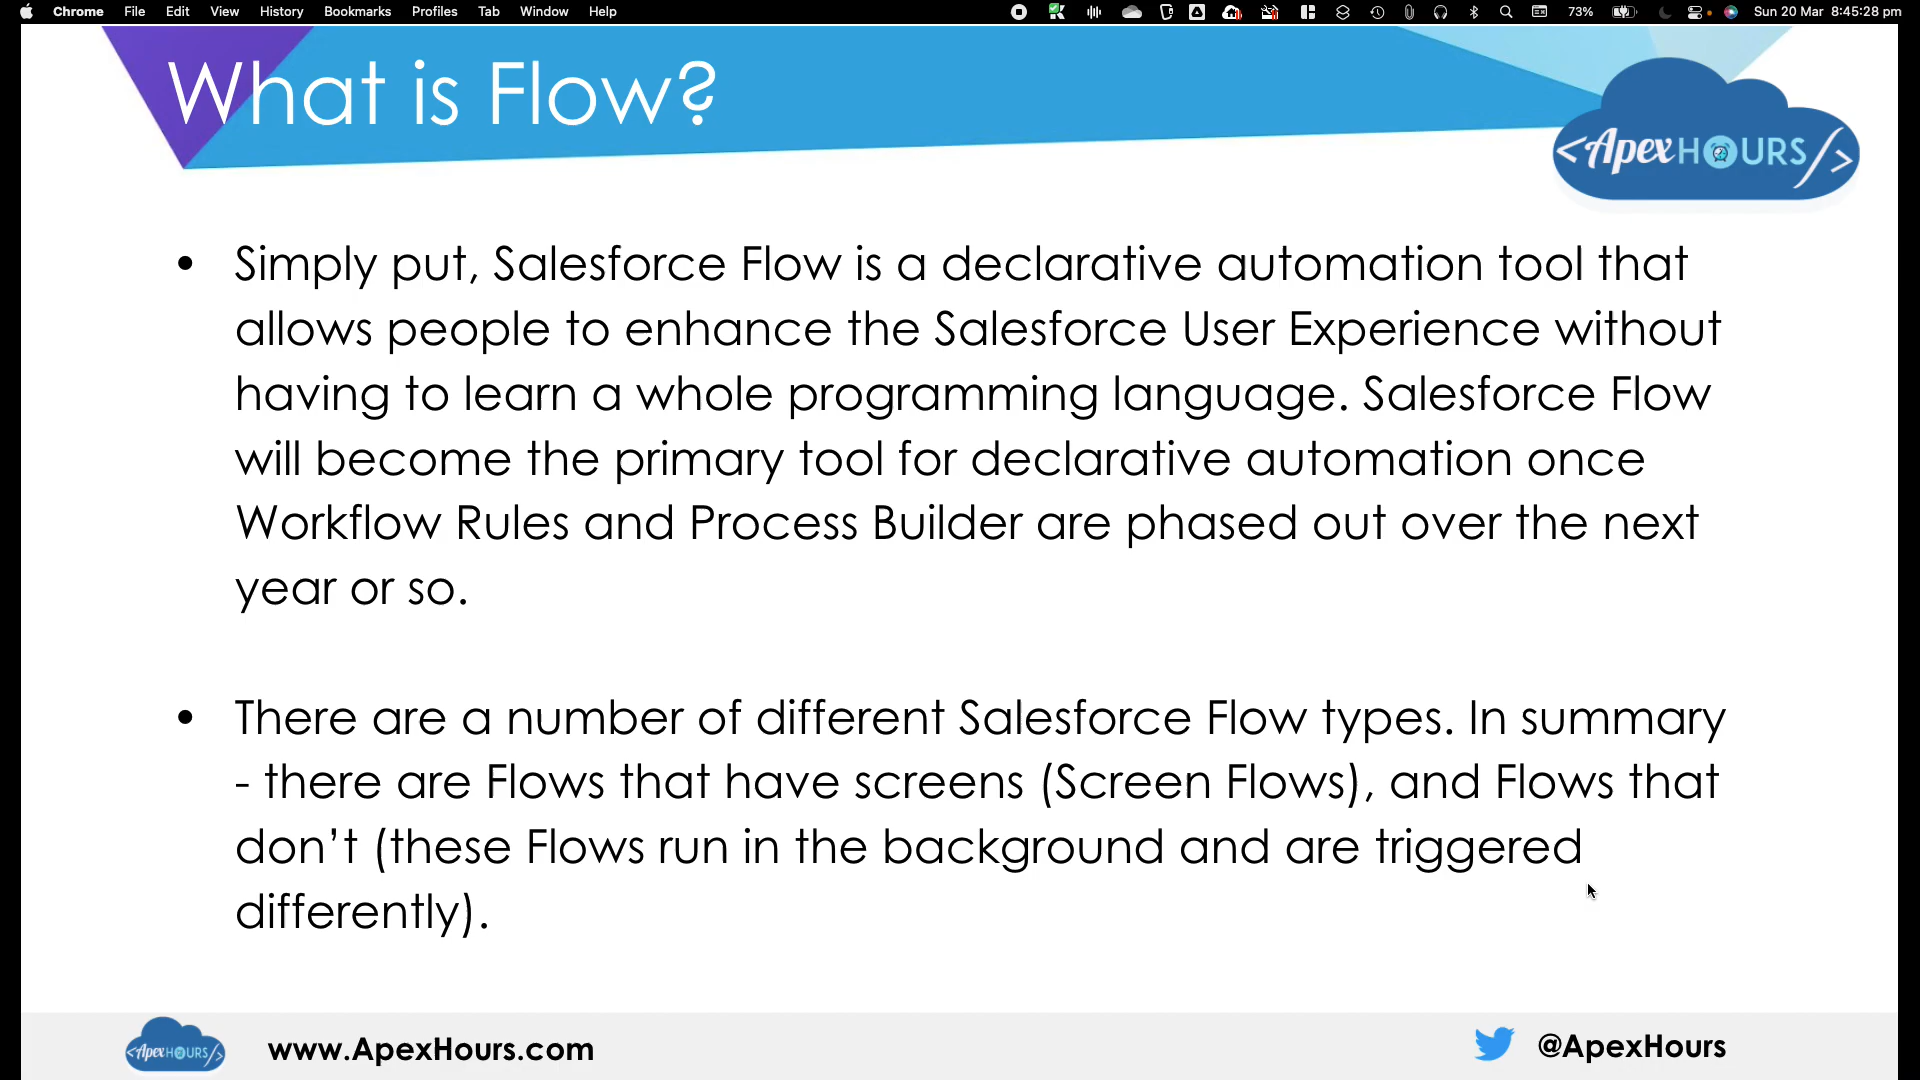 Chrome File Edit View History Bookmarks Profiles Tab Window Help 73% Sun 20 Mar 8:45:28 pm
What is Flow?
<ApexHOURS/>
• Simply put, Salesforce Flow is a declarative automation tool that
allows people to enhance the Salesforce User Experience without
having to learn a whole programming language. Salesforce Flow
will become the primary tool for declarative automation once
Workflow Rules and Process Builder are phased out over the next
year or so.
• There are a number of different Salesforce Flow types. In summary
- there are Flows that have screens (Screen Flows), and Flows that
don’t (these Flows run in the background and are triggered
differently).
<ApexHOURS/> www.ApexHours.com @ApexHours